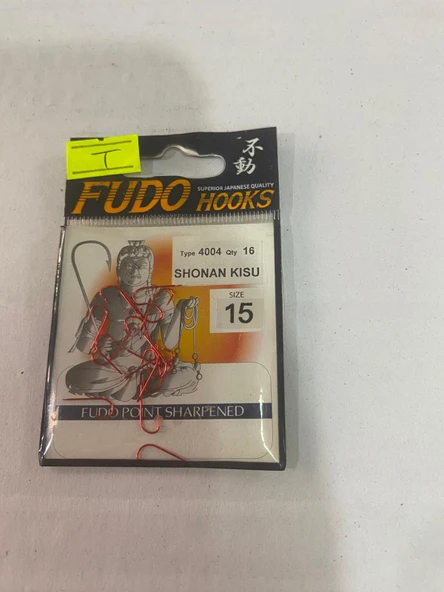 T
不動
FUDO HOOKS
SUPERIOR JAPANESE QUALITY
Type 4004 Qty 16
SHONAN KISU
SIZE
15
FUDO POINT SHARPENED